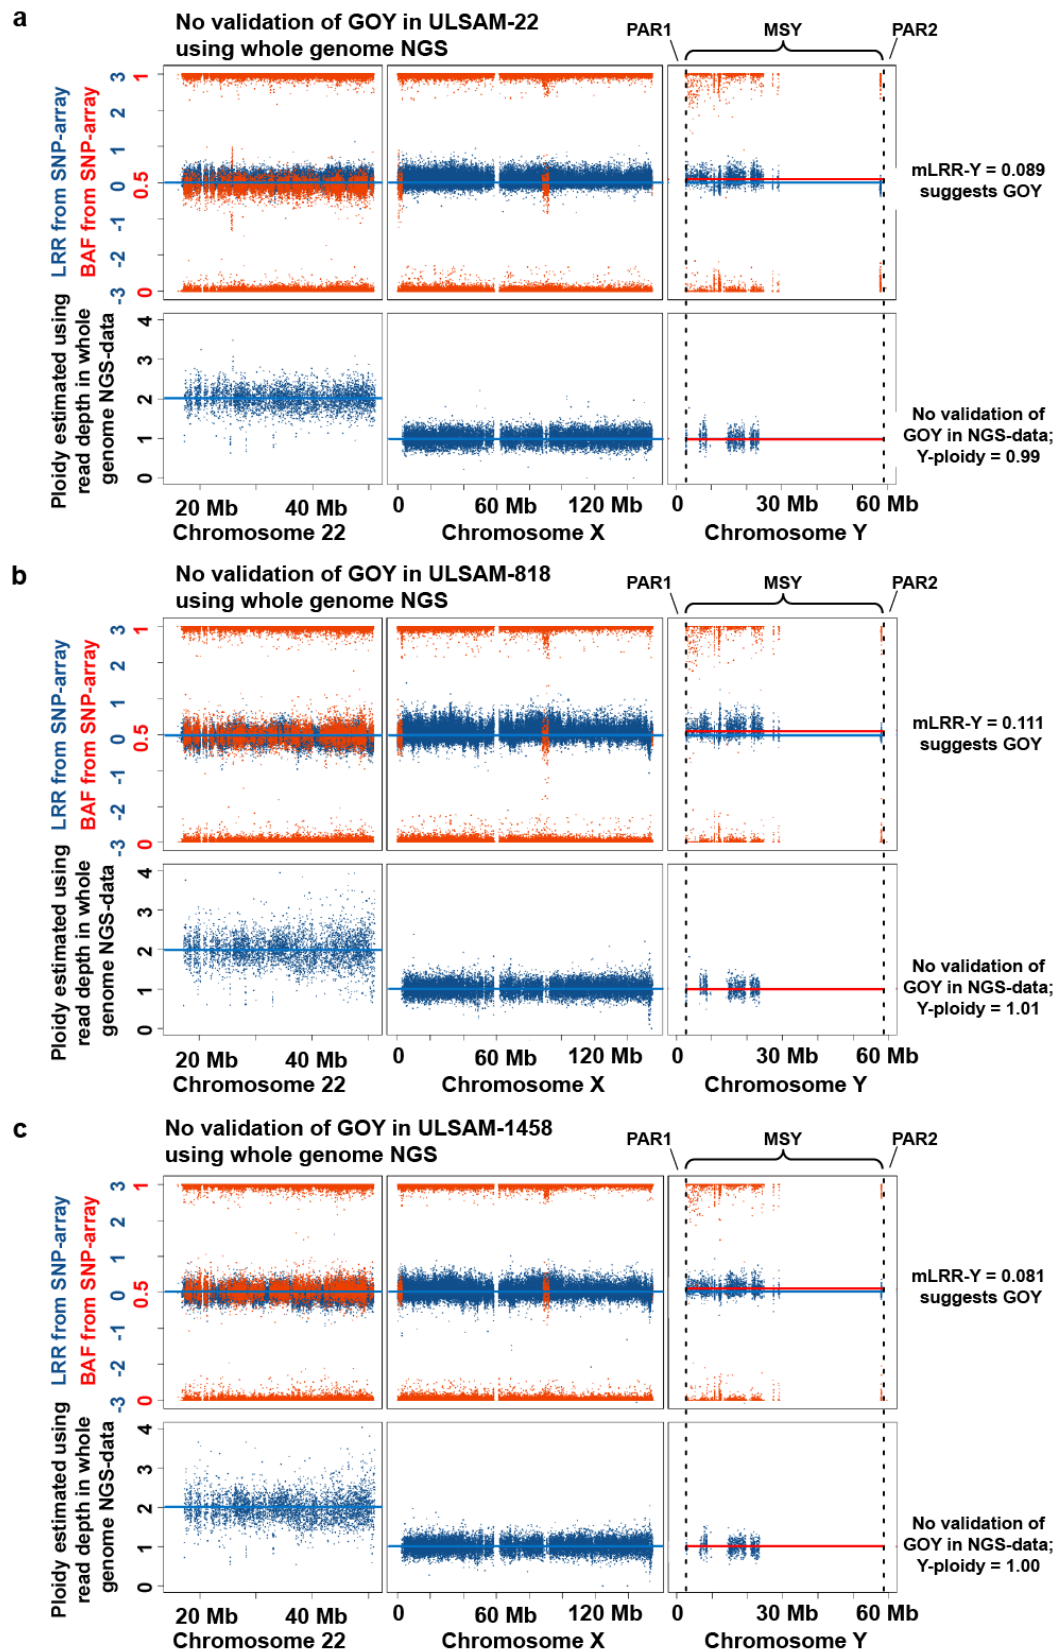 a
No validation of GOY in ULSAM-22
using whole genome NGS
PAR1
MSY
PAR2
LRR from SNP-array
BAF from SNP-array
3
2
1
0
-1
-2
-3
1
0.5
0
mLRR-Y = 0.089
suggests GOY
Ploidy estimated using
read depth in whole
genome NGS-data
4
3
2
1
0
No validation of
GOY in NGS-data;
Y-ploidy = 0.99
20 Mb
40 Mb
0
60 Mb
120 Mb
0
30 Mb
60 Mb
Chromosome 22
Chromosome X
Chromosome Y
b
No validation of GOY in ULSAM-818
using whole genome NGS
PAR1
MSY
PAR2
LRR from SNP-array
BAF from SNP-array
3
2
1
0
-1
-2
-3
1
0.5
0
mLRR-Y = 0.111
suggests GOY
Ploidy estimated using
read depth in whole
genome NGS-data
4
3
2
1
0
No validation of
GOY in NGS-data;
Y-ploidy = 1.01
20 Mb
40 Mb
0
60 Mb
120 Mb
0
30 Mb
60 Mb
Chromosome 22
Chromosome X
Chromosome Y
c
No validation of GOY in ULSAM-1458
using whole genome NGS
PAR1
MSY
PAR2
LRR from SNP-array
BAF from SNP-array
3
2
1
0
-1
-2
-3
1
0.5
0
mLRR-Y = 0.081
suggests GOY
Ploidy estimated using
read depth in whole
genome NGS-data
4
3
2
1
0
No validation of
GOY in NGS-data;
Y-ploidy = 1.00
20 Mb
40 Mb
0
60 Mb
120 Mb
0
30 Mb
60 Mb
Chromosome 22
Chromosome X
Chromosome Y